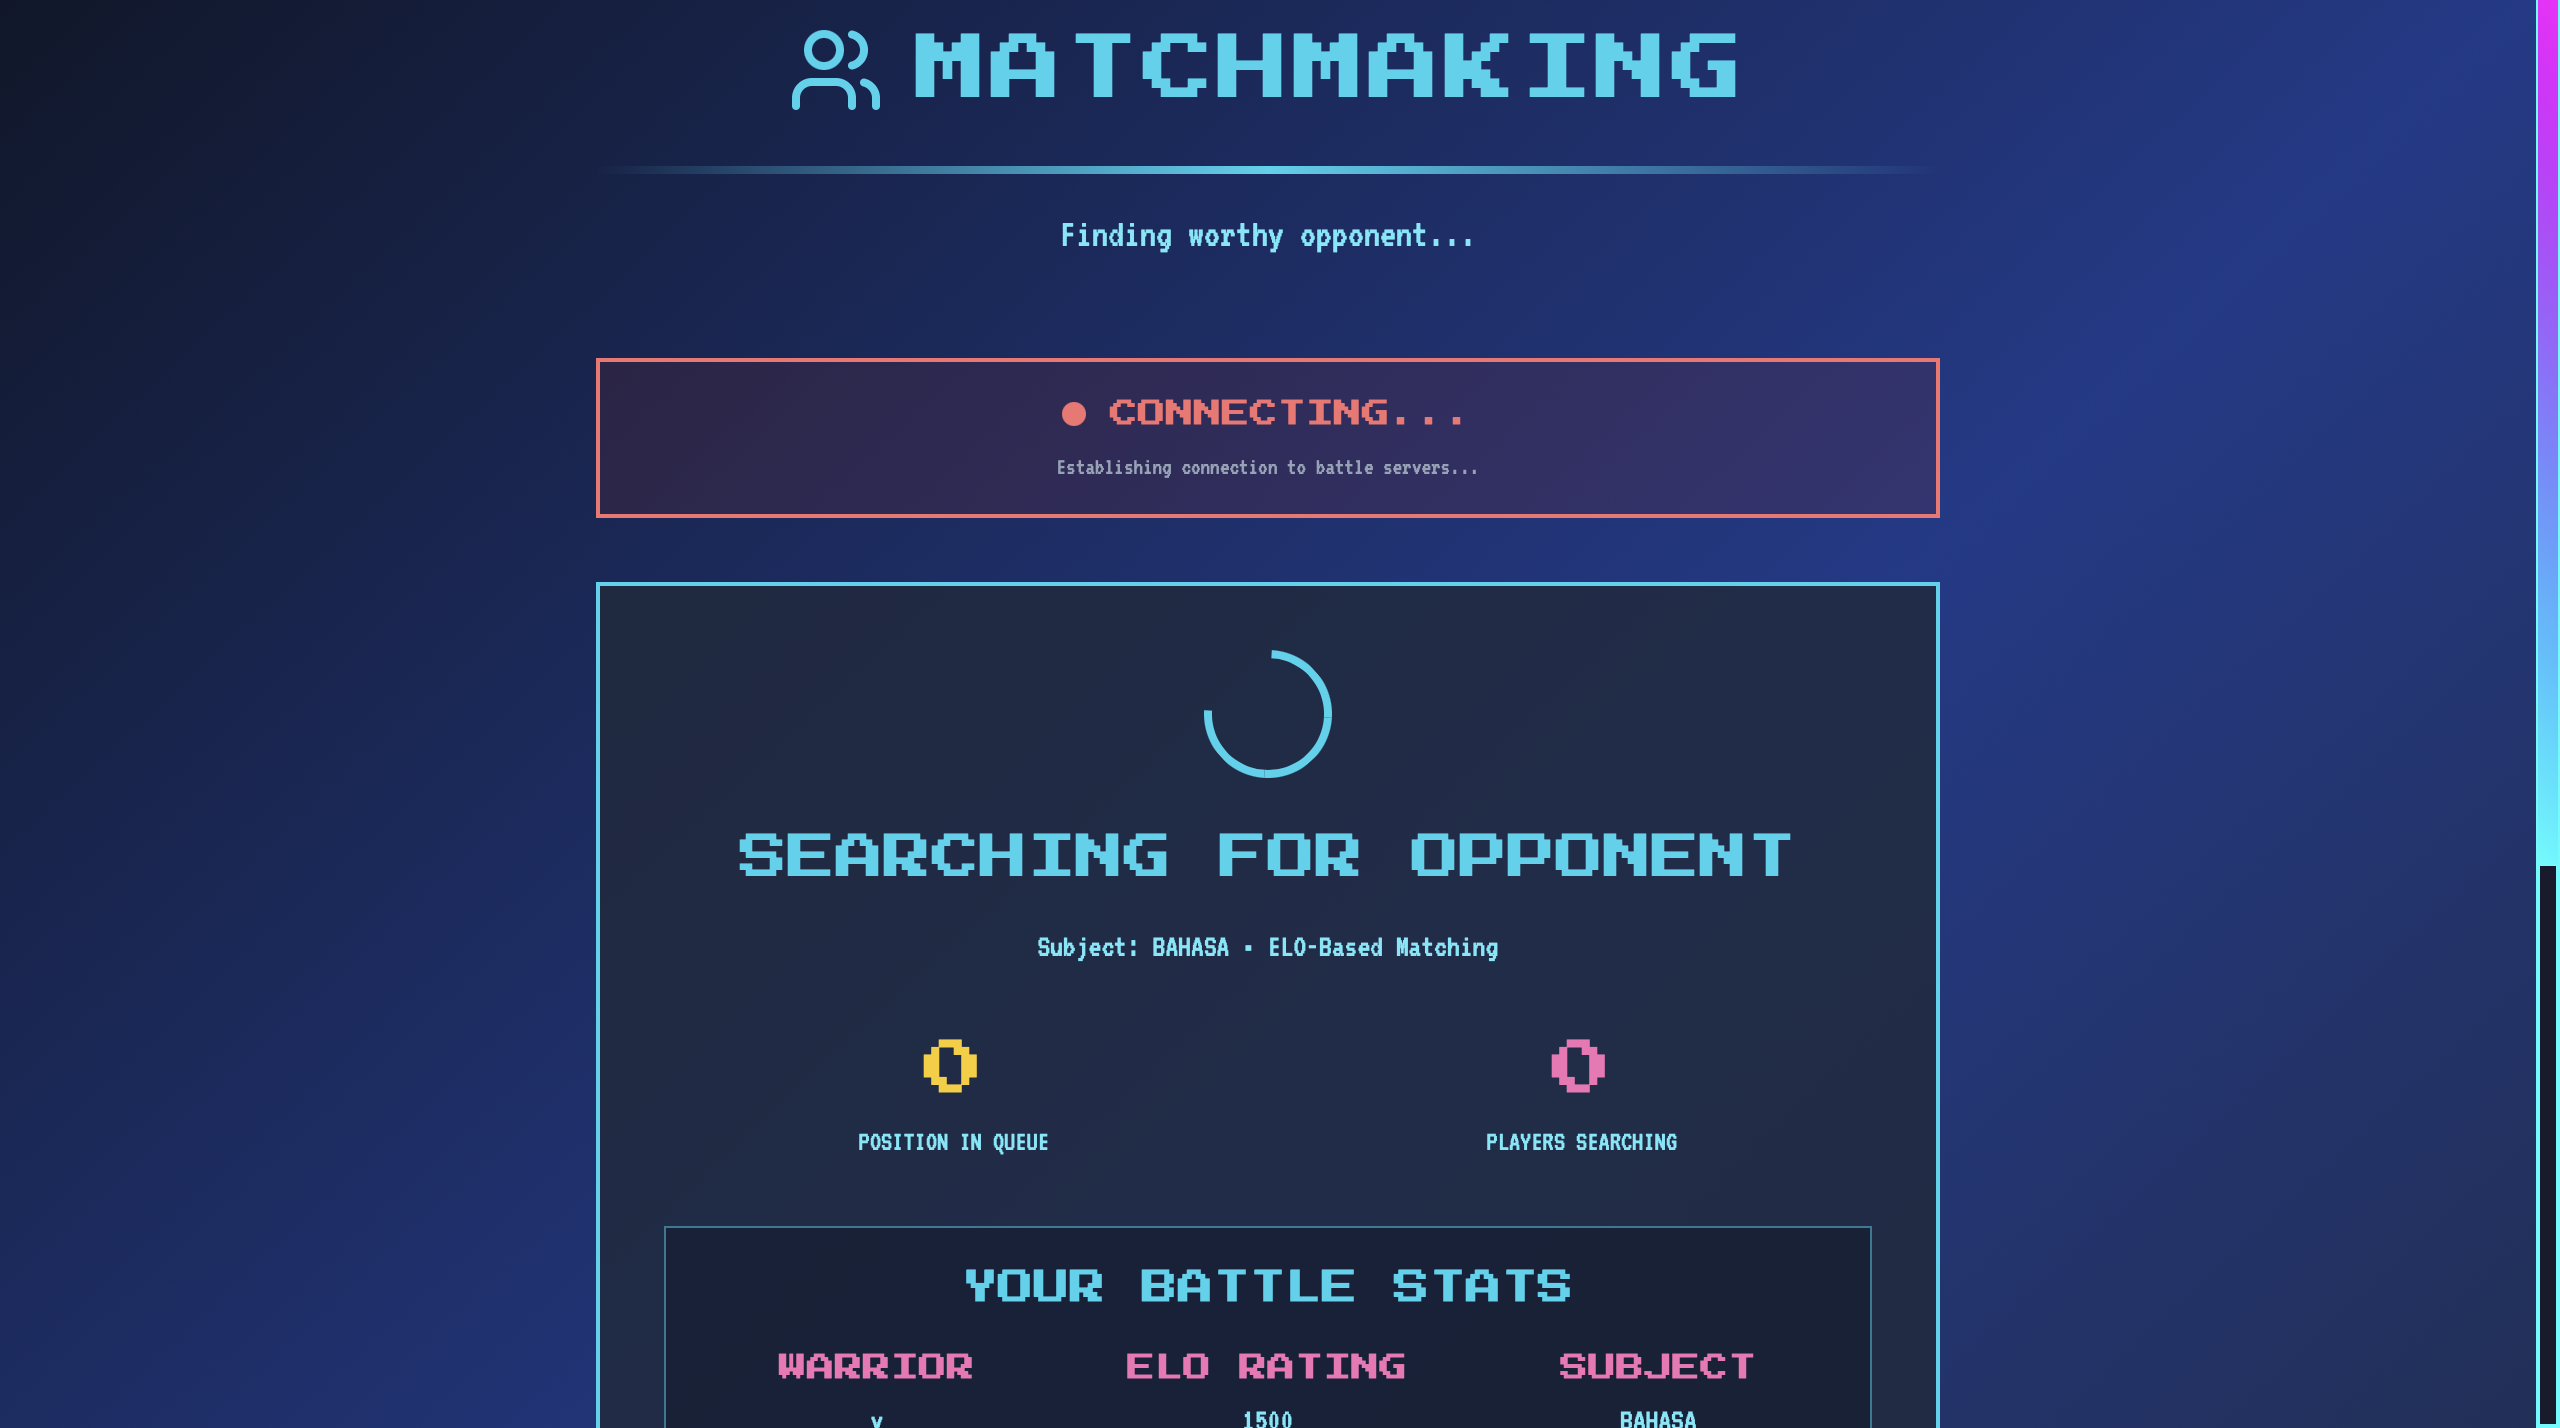 MATCHMAKING
Finding worthy opponent...
CONNECTING...
Establishing connection to battle servers...
SEARCHING FOR OPPONENT
Subject: BAHASA • ELO-Based Matching
0 0
POSITION IN QUEUE PLAYERS SEARCHING
YOUR BATTLE STATS
WARRIOR ELO RATING SUBJECT
v 1500 BAHASA